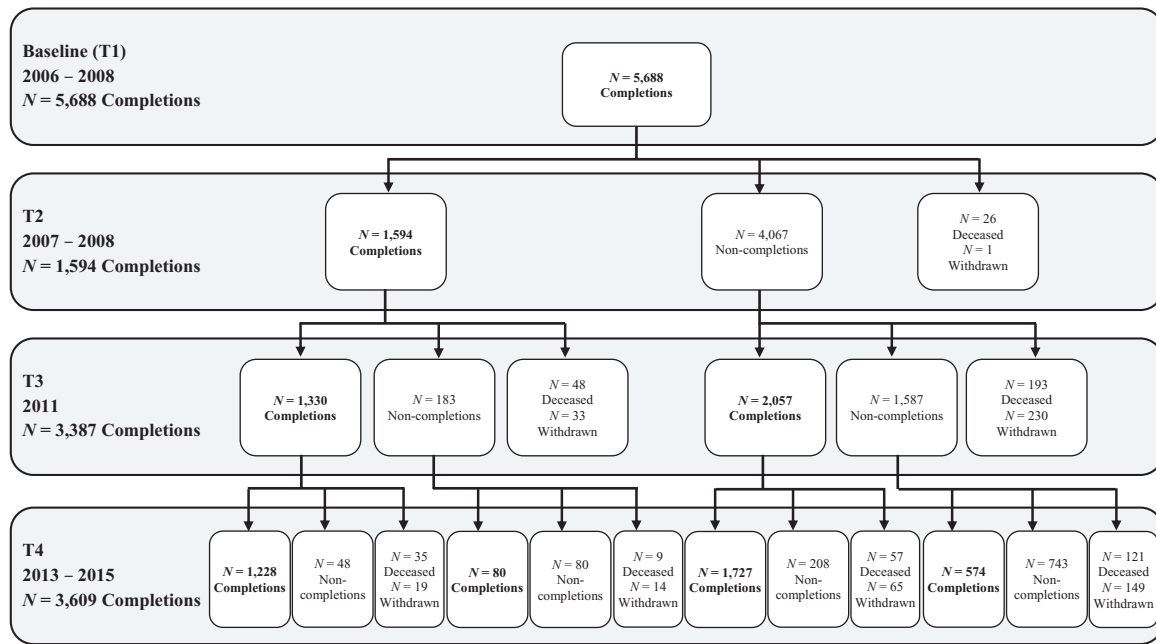 Baseline (T1)
2006 – 2008
N = 5,688 Completions
N = 5,688
Completions
T2
2007 – 2008
N = 1,594 Completions
N = 1,594
Completions
N = 4,067
Non-completions
N = 26
Deceased
N = 1
Withdrawn
T3
2011
N = 3,387 Completions
N = 1,330
Completions
N = 183
Non-completions
N = 48
Deceased
N = 33
Withdrawn
N = 2,057
Completions
N = 1,587
Non-completions
N = 193
Deceased
N = 230
Withdrawn
T4
2013 – 2015
N = 3,609 Completions
N = 1,228
Completions
N = 48
Non-
completions
N = 35
Deceased
N = 19
Withdrawn
N = 80
Completions
N = 80
Non-
completions
N = 9
Deceased
N = 14
Withdrawn
N = 1,727
Completions
N = 208
Non-
completions
N = 57
Deceased
N = 65
Withdrawn
N = 574
Completions
N = 743
Non-
completions
N = 121
Deceased
N = 149
Withdrawn